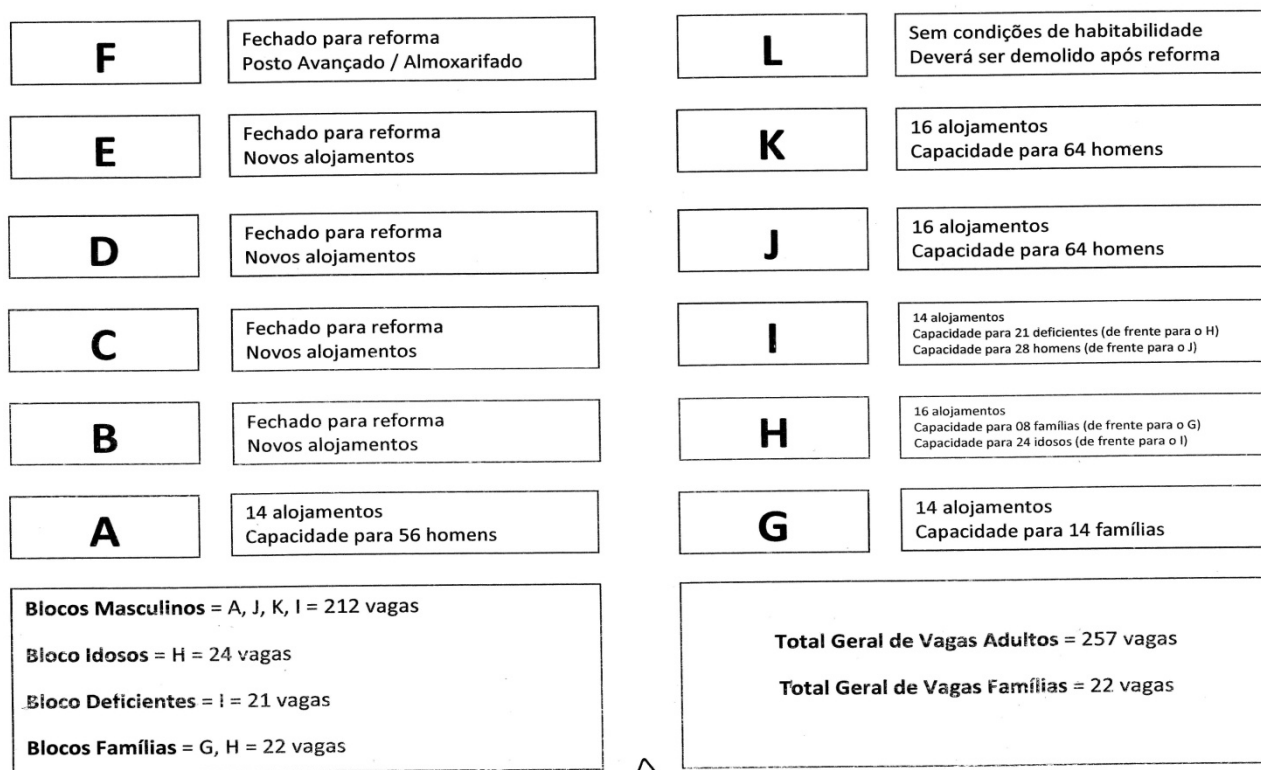 F
Fechado para reforma
Posto Avançado / Almoxarifado
E
Fechado para reforma
Novos alojamentos
D
Fechado para reforma
Novos alojamentos
C
Fechado para reforma
Novos alojamentos
B
Fechado para reforma
Novos alojamentos
A
14 alojamentos
Capacidade para 56 homens
Blocos Masculinos = A, J, K, I = 212 vagas
Bloco Idosos = H = 24 vagas
Bloco Deficientes = I = 21 vagas
Blocos Famílias = G, H = 22 vagas
L
Sem condições de habitabilidade
Deverá ser demolido após reforma
K
16 alojamentos
Capacidade para 64 homens
J
16 alojamentos
Capacidade para 64 homens
I
14 alojamentos
Capacidade para 21 deficientes (de frente para o H)
Capacidade para 28 homens (de frente para o J)
H
16 alojamentos
Capacidade para 08 famílias (de frente para o G)
Capacidade para 24 idosos (de frente para o I)
G
14 alojamentos
Capacidade para 14 famílias
Total Geral de Vagas Adultos = 257 vagas
Total Geral de Vagas Famílias = 22 vagas